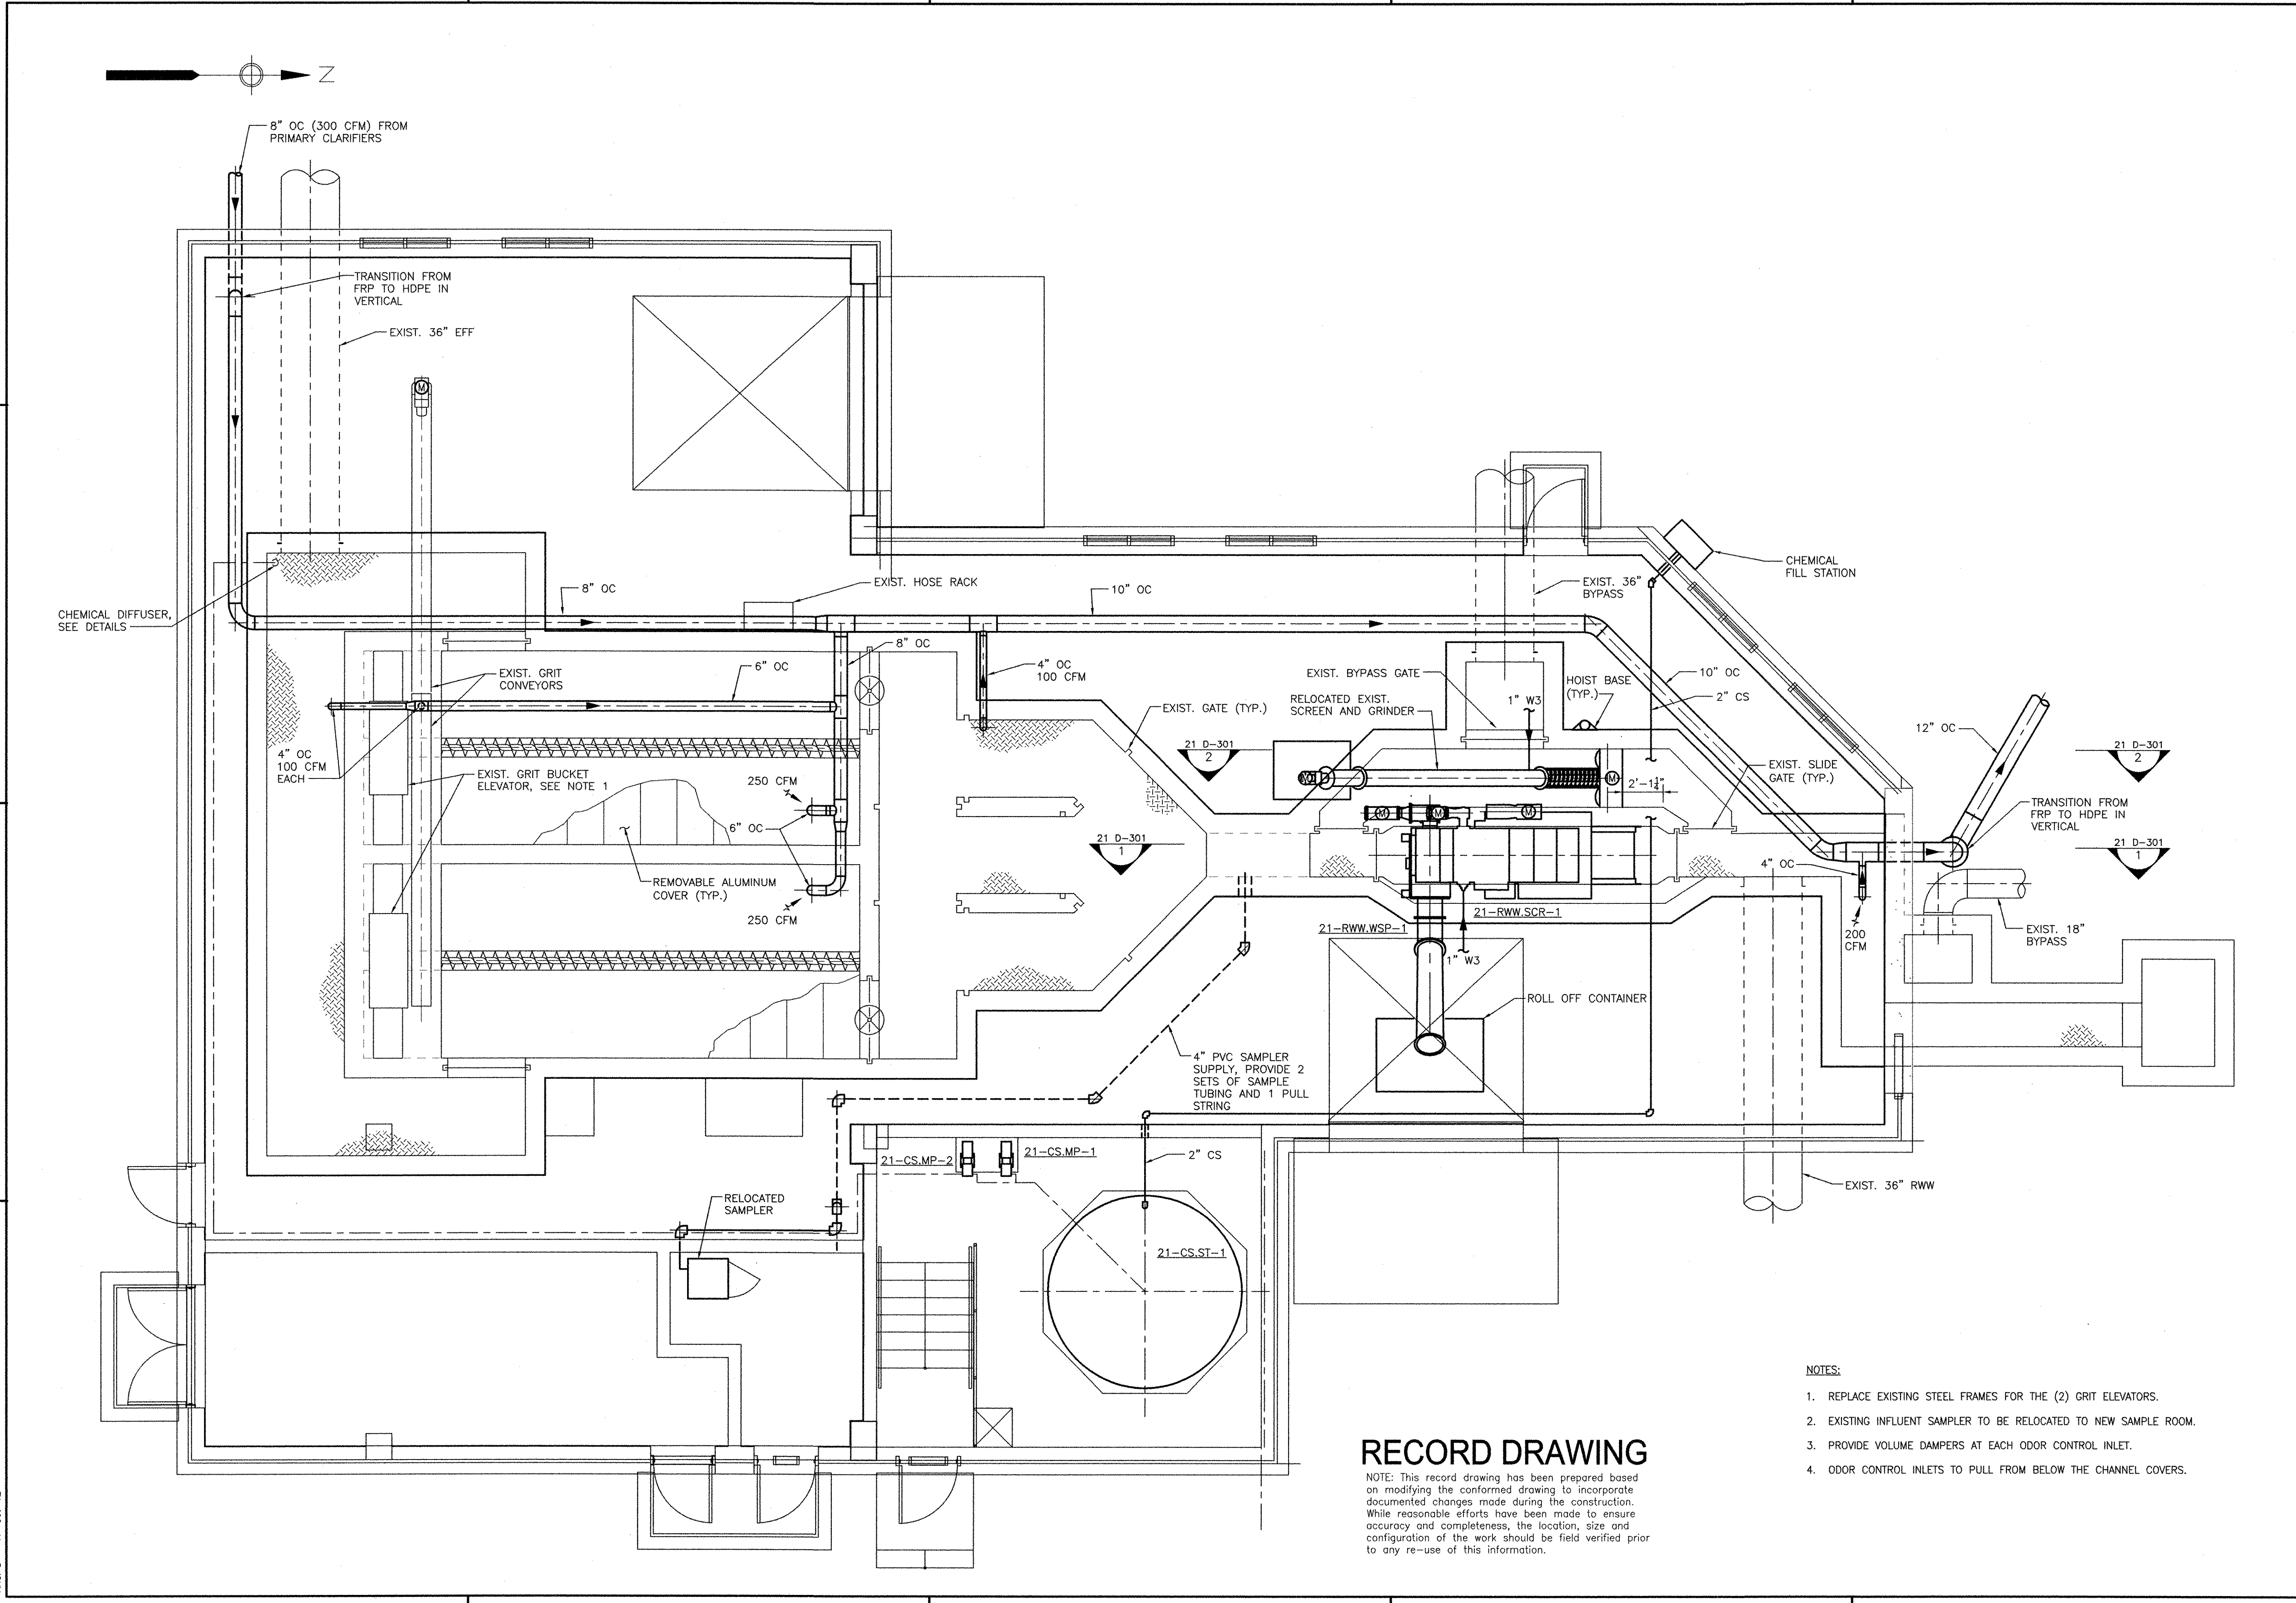 Z
8" OC (300 CFM) FROM
PRIMARY CLARIFIERS
TRANSITION FROM
FRP TO HDPE IN
VERTICAL
EXIST. 36" EFF
M
EXIST. HOSE RACK
8" OC
10" OC
EXIST. 36"
BYPASS
CHEMICAL
FILL STATION
CHEMICAL DIFFUSER,
SEE DETAILS
8" OC
6" OC
4" OC
100 CFM
EXIST. GRIT
CONVEYORS
EXIST. BYPASS GATE
HOIST BASE
(TYP.)
10" OC
2" CS
RELOCATED EXIST.
SCREEN AND GRINDER
1" W3
EXIST. GATE (TYP.)
12" OC
4" OC
100 CFM
EACH
EXIST. GRIT BUCKET
ELEVATOR, SEE NOTE 1
250 CFM
21 D-301
2
M
2'-1¼"
EXIST. SLIDE
GATE (TYP.)
21 D-301
2
TRANSITION FROM
FRP TO HDPE IN
VERTICAL
6" OC
M
M
M
21 D-301
1
21 D-301
1
4" OC
REMOVABLE ALUMINUM
COVER (TYP.)
250 CFM
200
CFM
EXIST. 18"
BYPASS
21-RWW.SCR-1
21-RWW.WSP-1
1" W3
ROLL OFF CONTAINER
4" PVC SAMPLER
SUPPLY, PROVIDE 2
SETS OF SAMPLE
TUBING AND 1 PULL
STRING
21-CS.MP-2
21-CS.MP-1
2" CS
EXIST. 36" RWW
RELOCATED
SAMPLER
21-CS.ST-1
NOTES:
1. REPLACE EXISTING STEEL FRAMES FOR THE (2) GRIT ELEVATORS.
2. EXISTING INFLUENT SAMPLER TO BE RELOCATED TO NEW SAMPLE ROOM.
3. PROVIDE VOLUME DAMPERS AT EACH ODOR CONTROL INLET.
4. ODOR CONTROL INLETS TO PULL FROM BELOW THE CHANNEL COVERS.
RECORD DRAWING
NOTE: This record drawing has been prepared based
on modifying the conformed drawing to incorporate
documented changes made during the construction.
While reasonable efforts have been made to ensure
accuracy and completeness, the location, size and
configuration of the work should be field verified prior
to any re-use of this information.